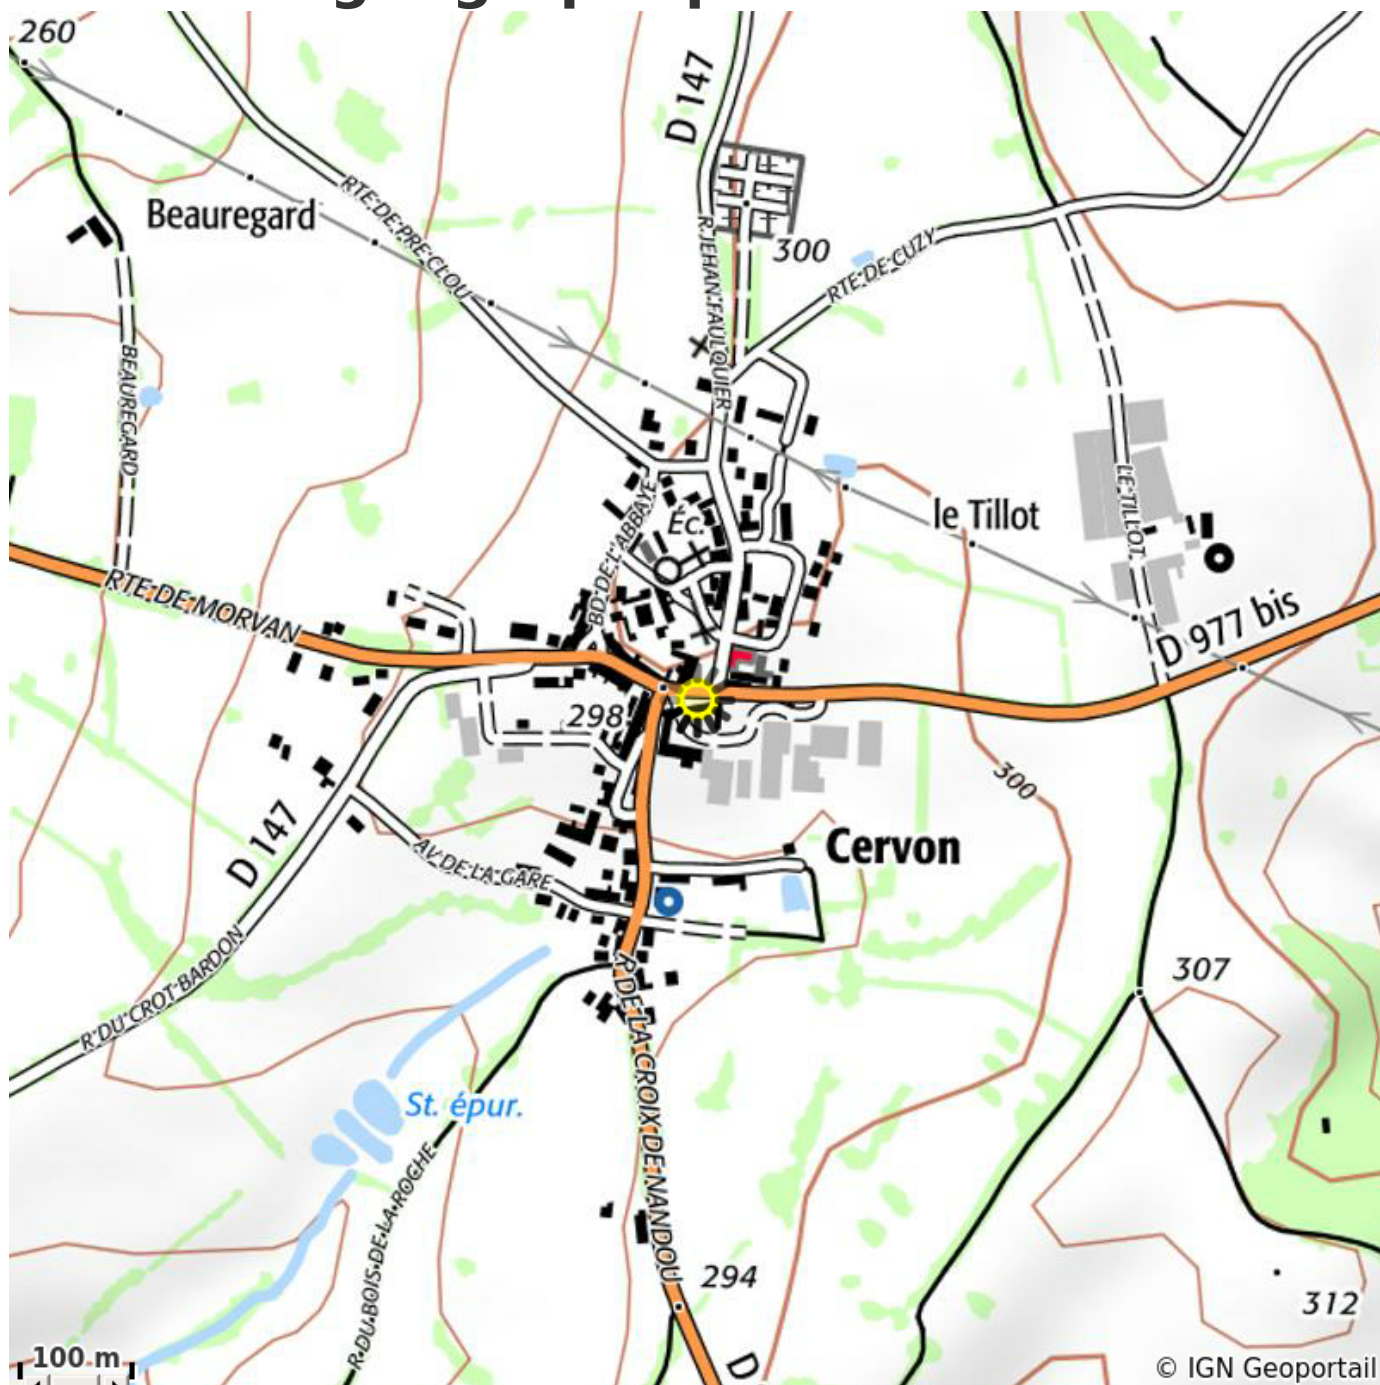 260
D 147
Beauregard
RTE DE PRE CLOU
R JEHAN FAULQUIER
300
RTE DE CUZY
BEAUREGARD
LE TILLOT
le Tillot
Éc.
BD DE L'ABBAYE
RTE DE MORVAN
D 977 bis
298
300
D 147
Cervon
AV DE LA GARE
R DU CROT BARDON
307
R DE LA CROIX DE NANDOU
St. épur.
R DU BOIS DE LA ROCHE
294
312
100 m
D
© IGN Geoportail